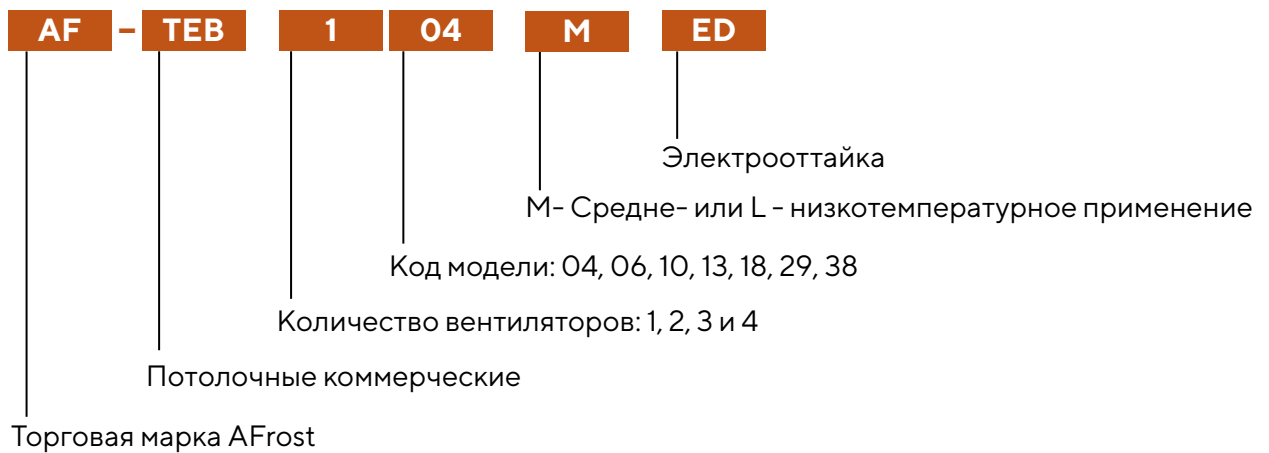 AF – TEB 1 04 M ED
Электрооттайка
M- Средне- или L - низкотемпературное применение
Код модели: 04, 06, 10, 13, 18, 29, 38
Количество вентиляторов: 1, 2, 3 и 4
Потолочные коммерческие
Торговая марка AFrost